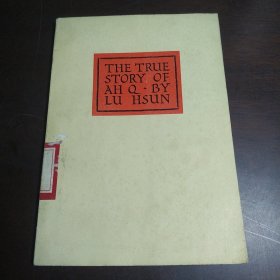 THE TRUE
STORY OF
AH Q · BY
LU HSUN